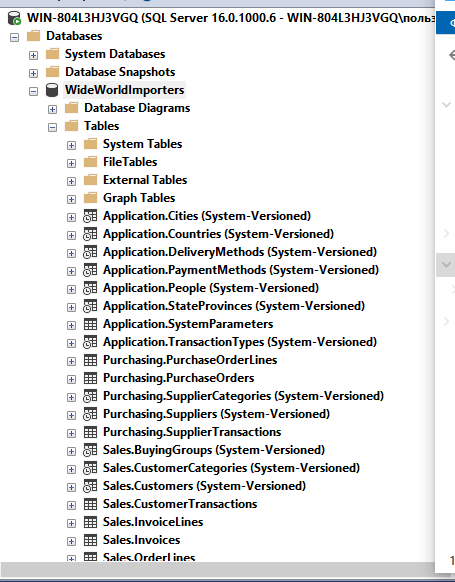 WIN-804L3HJ3VGQ (SQL Server 16.0.1000.6 - WIN-804L3HJ3VGQ\польз
Databases
System Databases
Database Snapshots
WideWorldImporters
Database Diagrams
Tables
System Tables
FileTables
External Tables
Graph Tables
Application.Cities (System-Versioned)
Application.Countries (System-Versioned)
Application.DeliveryMethods (System-Versioned)
Application.PaymentMethods (System-Versioned)
Application.People (System-Versioned)
Application.StateProvinces (System-Versioned)
Application.SystemParameters
Application.TransactionTypes (System-Versioned)
Purchasing.PurchaseOrderLines
Purchasing.PurchaseOrders
Purchasing.SupplierCategories (System-Versioned)
Purchasing.Suppliers (System-Versioned)
Purchasing.SupplierTransactions
Sales.BuyingGroups (System-Versioned)
Sales.CustomerCategories (System-Versioned)
Sales.Customers (System-Versioned)
Sales.CustomerTransactions
Sales.InvoiceLines
Sales.Invoices
Sales.OrderLines
1